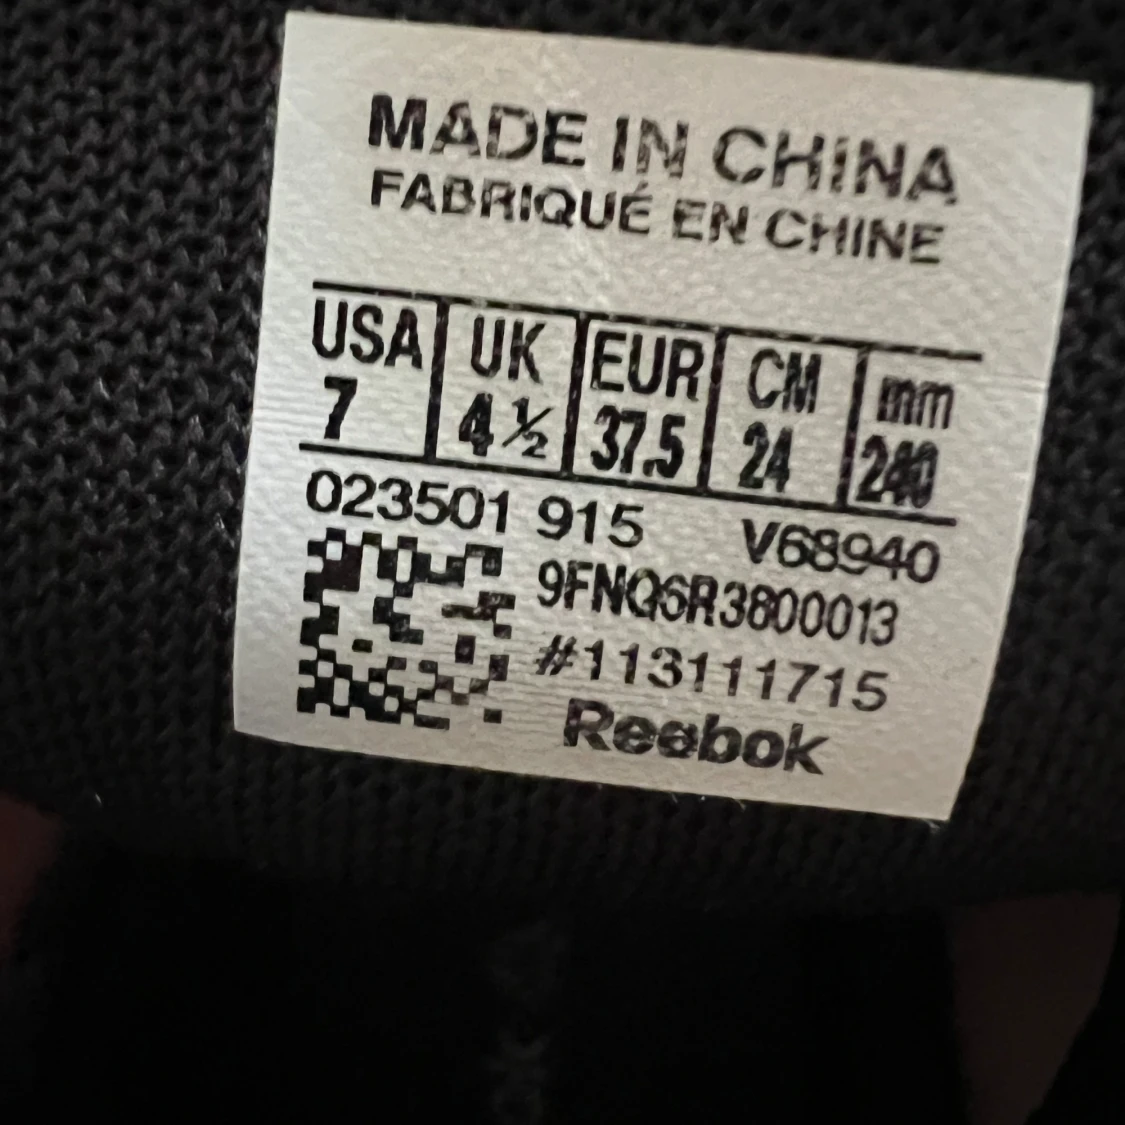 MADE IN CHINA
FABRIQUÉ EN CHINE
USA UK EUR CM mm
7 4 ½ 37.5 24 240
023501 915 V68940
9FNQ6R3800013
#113111715
Reebok